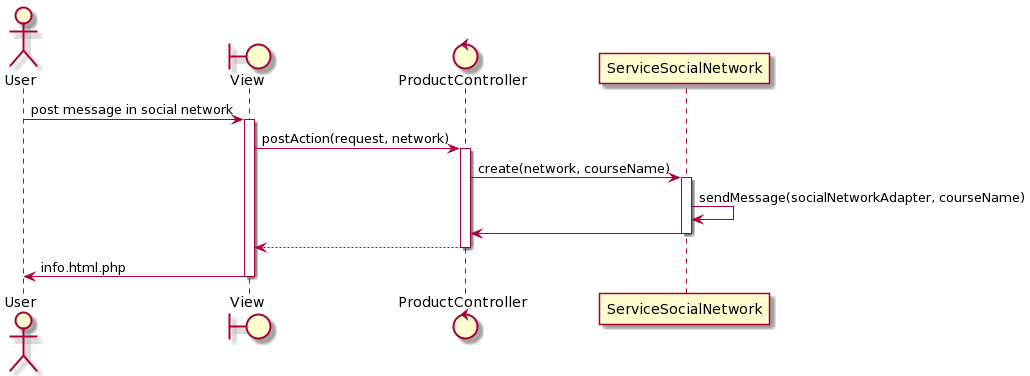 User
View
ProductController
ServiceSocialNetwork
post message in social network
postAction(request, network)
create(network, courseName)
sendMessage(socialNetworkAdapter, courseName)
info.html.php
User
View
ProductController
ServiceSocialNetwork